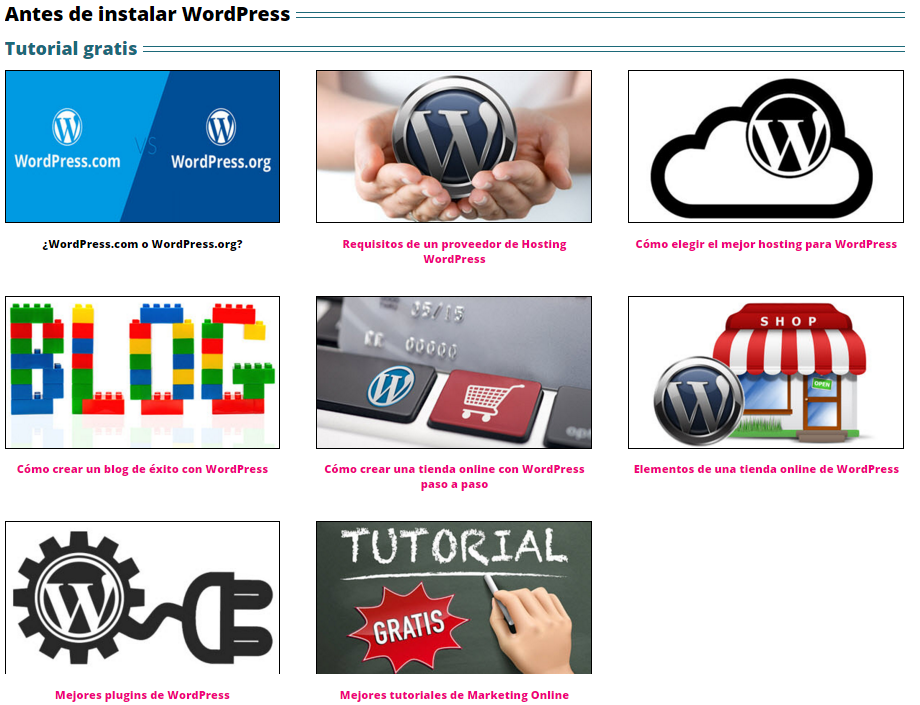 Antes de instalar WordPress
Tutorial gratis
WordPress.com
VS
WordPress.org
¿WordPress.com o WordPress.org?
Requisitos de un proveedor de Hosting
WordPress
Cómo elegir el mejor hosting para WordPress
BLOG
Cómo crear un blog de éxito con WordPress
05/15
00000
Cómo crear una tienda online con WordPress
paso a paso
SHOP
OPEN
Elementos de una tienda online de WordPress
Mejores plugins de WordPress
TUTORIAL
GRATIS
Mejores tutoriales de Marketing Online